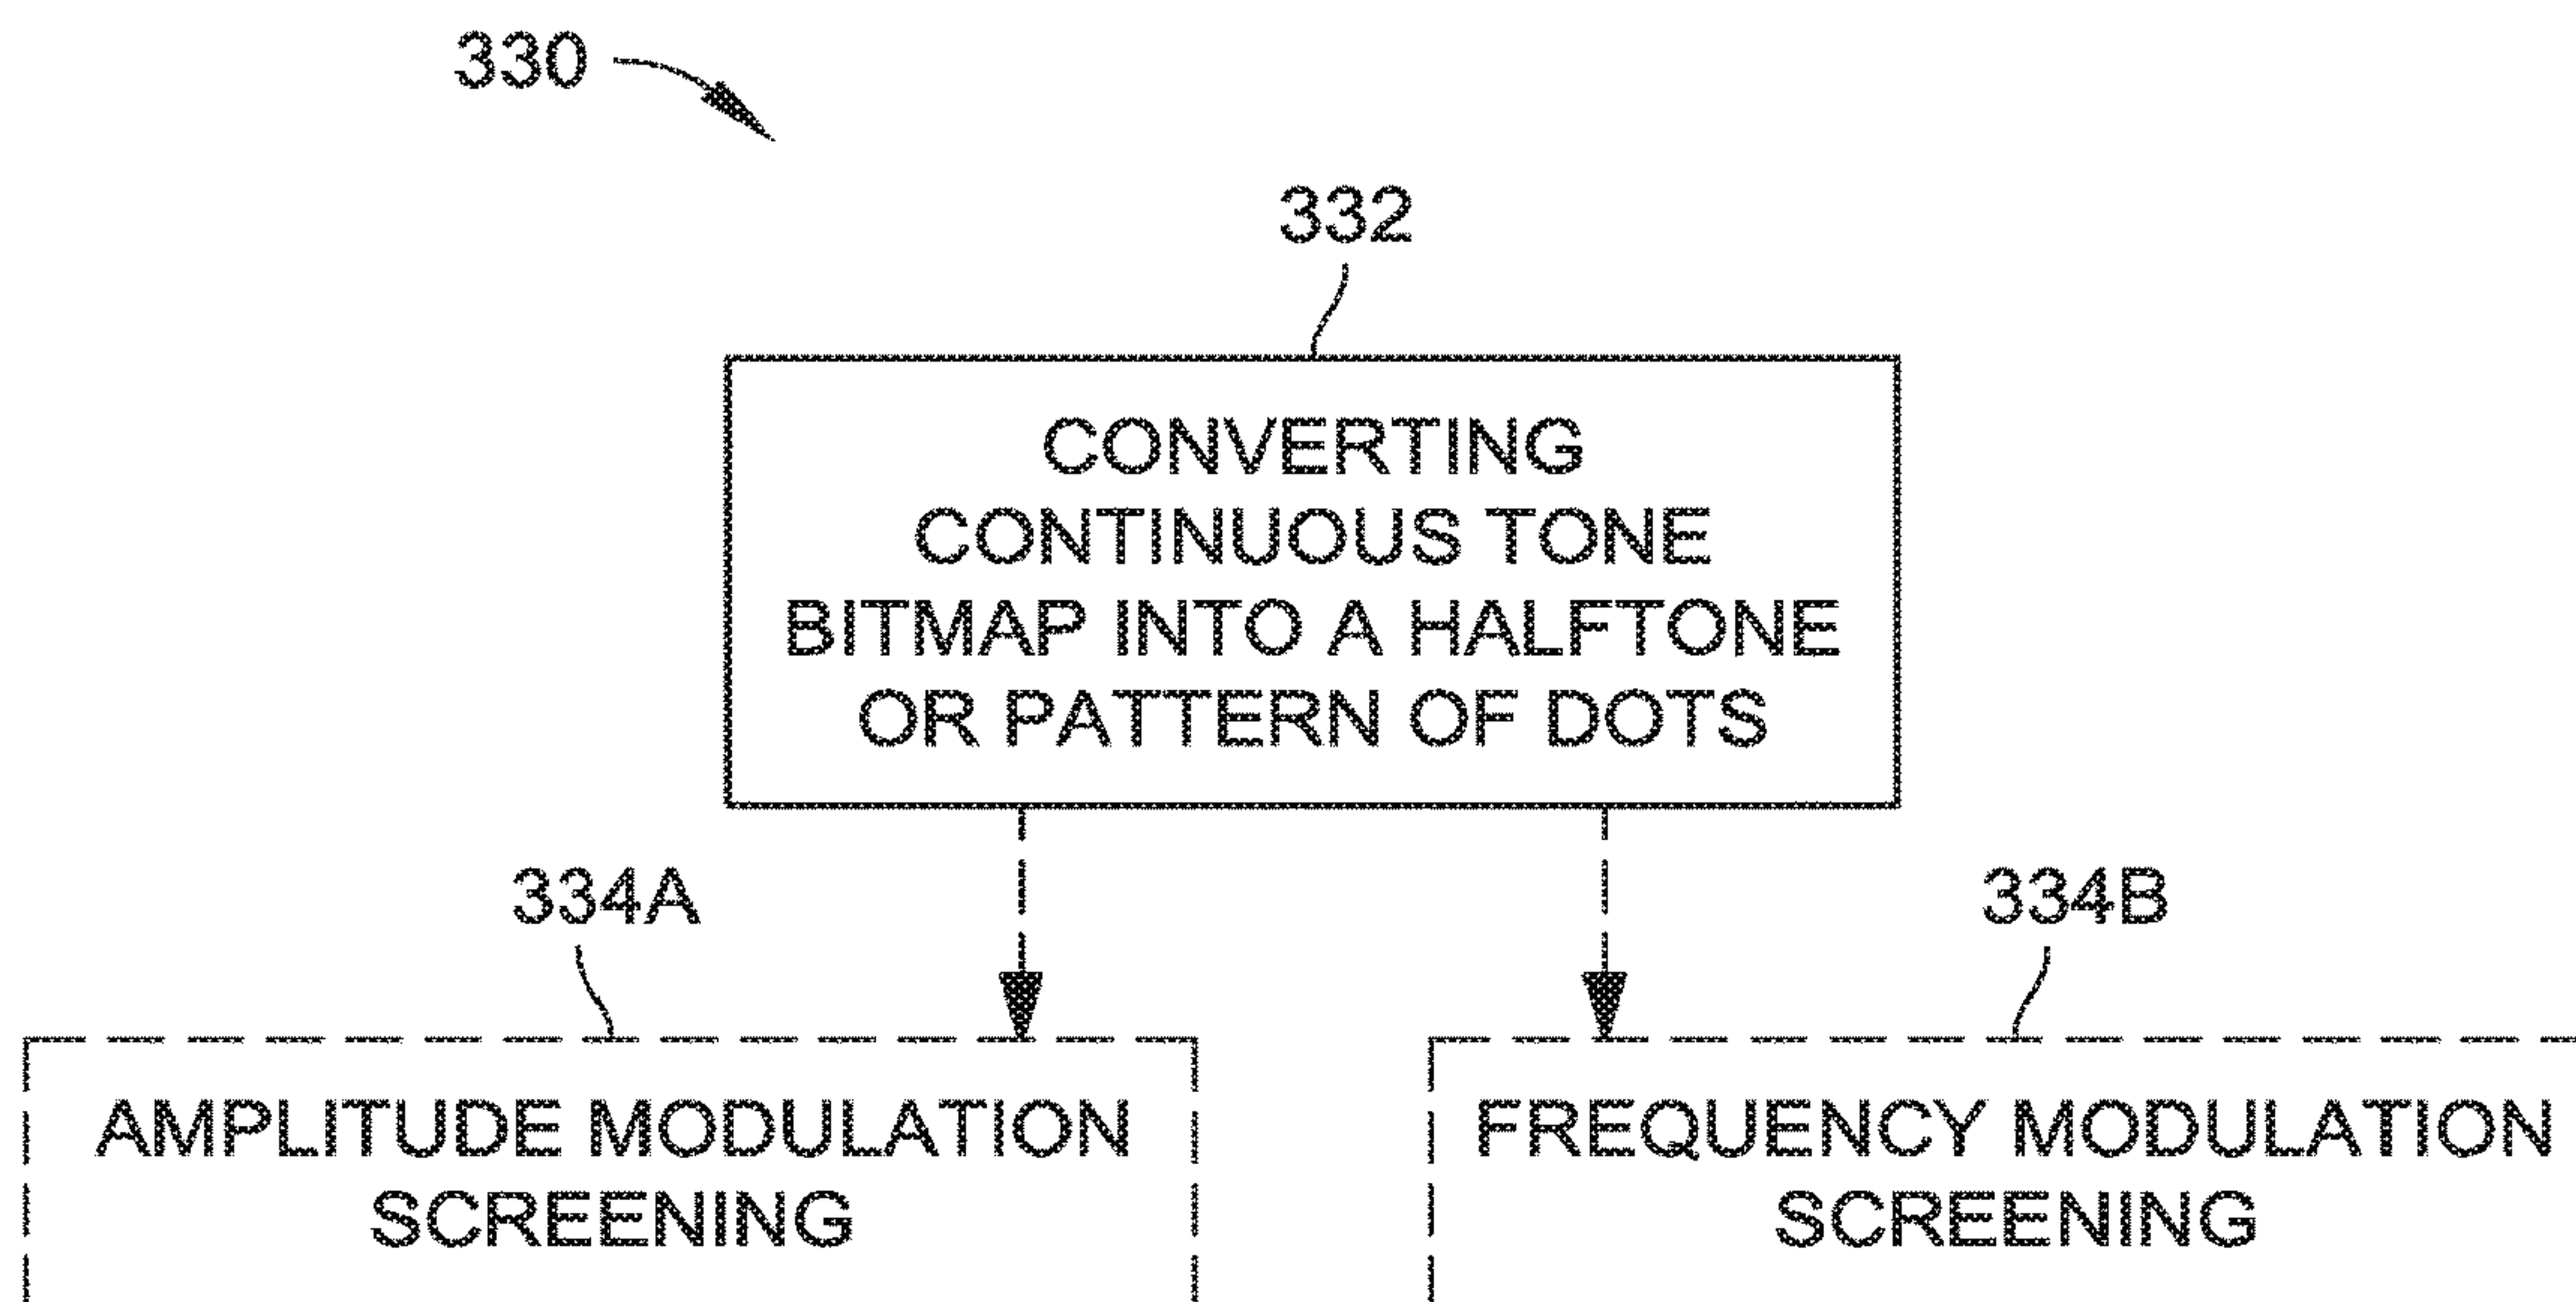 330
332
CONVERTING
CONTINUOUS TONE
BITMAP INTO A HALFTONE
OR PATTERN OF DOTS
334A
334B
AMPLITUDE MODULATION
SCREENING
FREQUENCY MODULATION
SCREENING